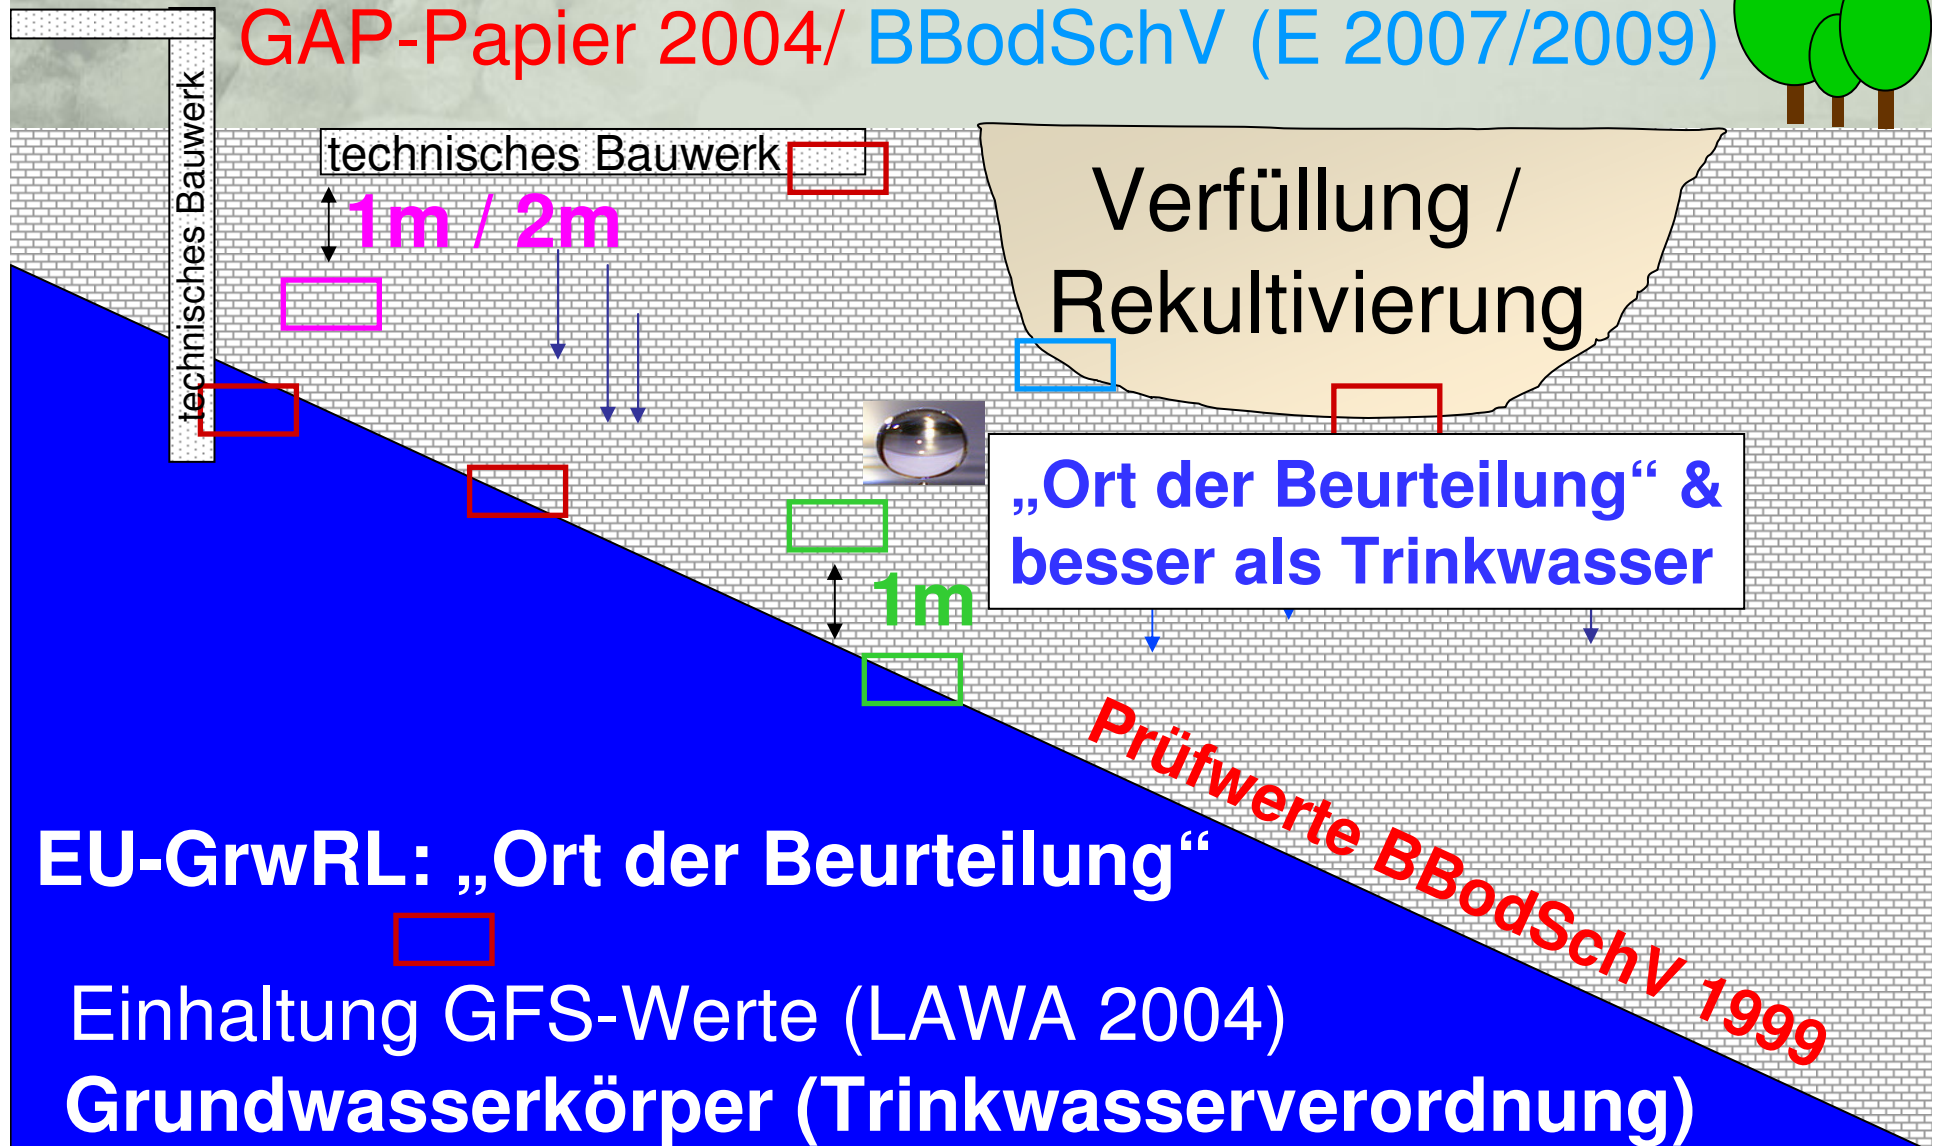 GAP-Papier 2004/ BBodSchV (E 2007/2009)
technisches Bauwerk
technisches Bauwerk
1m / 2m
Verfüllung /
Rekultivierung
„Ort der Beurteilung“ &
besser als Trinkwasser
1m
Prüfwerte BBodSchV 1999
EU-GrwRL: „Ort der Beurteilung“
Einhaltung GFS-Werte (LAWA 2004)
Grundwasserkörper (Trinkwasserverordnung)